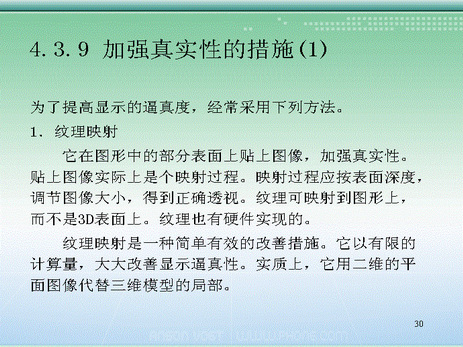 4.3.9 加强真实性的措施(1)
为了提高显示的逼真度，经常采用下列方法。
1. 纹理映射
它在图形中的部分表面上贴上图像，加强真实性。
贴上图像实际上是个映射过程。映射过程应按表面深度，
调节图像大小，得到正确透视。纹理可映射到图形上，
而不是3D表面上。纹理也有硬件实现的。
纹理映射是一种简单有效的改善措施。它以有限的
计算量，大大改善显示逼真性。实质上，它用二维的平
面图像代替三维模型的局部。
30